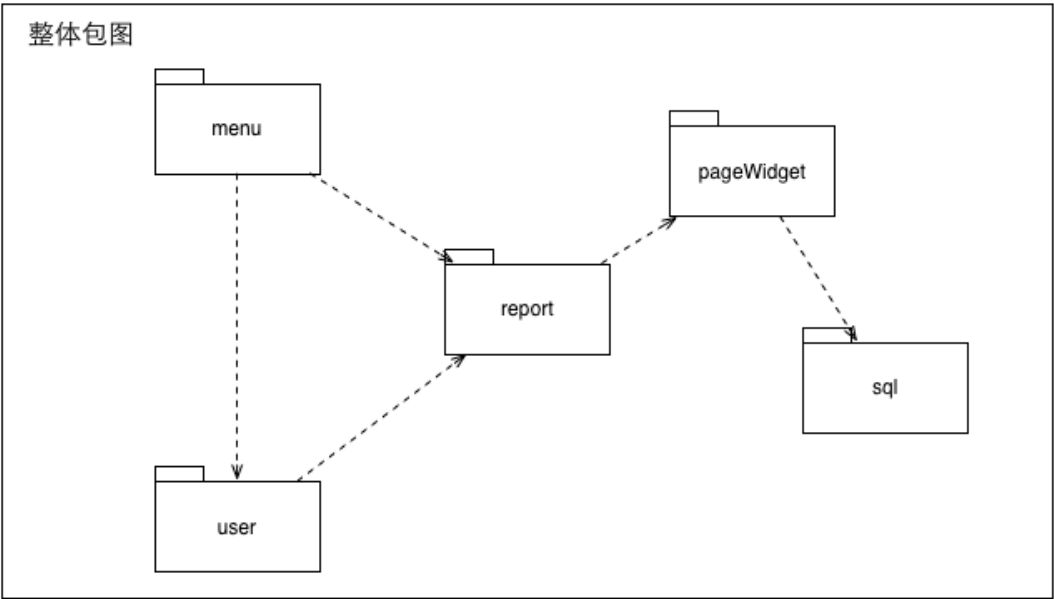 整体包图
menu
pageWidget
report
sql
user